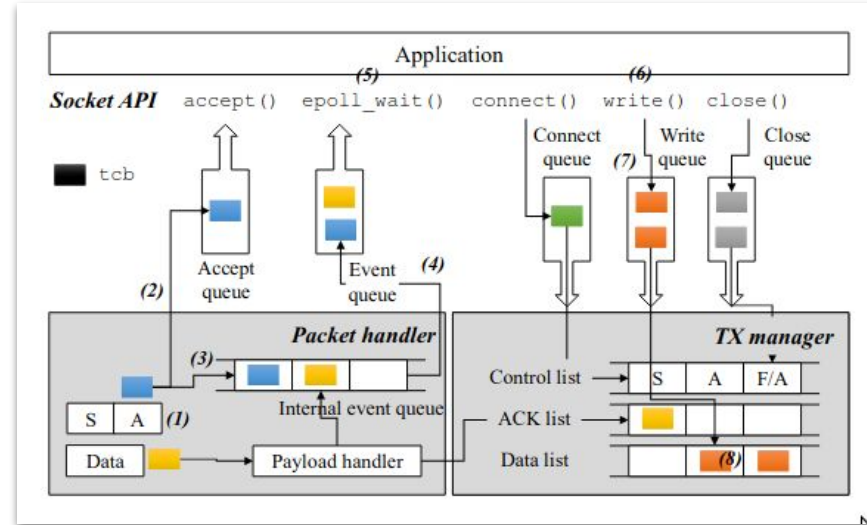 Application
(5) (6)
Socket API accept() epoll_wait() connect() write() close()
Connect queue
(7)
Write queue
Close queue
tcb
Accept queue
(2)
Event queue
(4)
Packet handler
TX manager
(3)
Control list S A F/A
Internal event queue
S A (1)
ACK list
Data
Payload handler
Data list
(8)